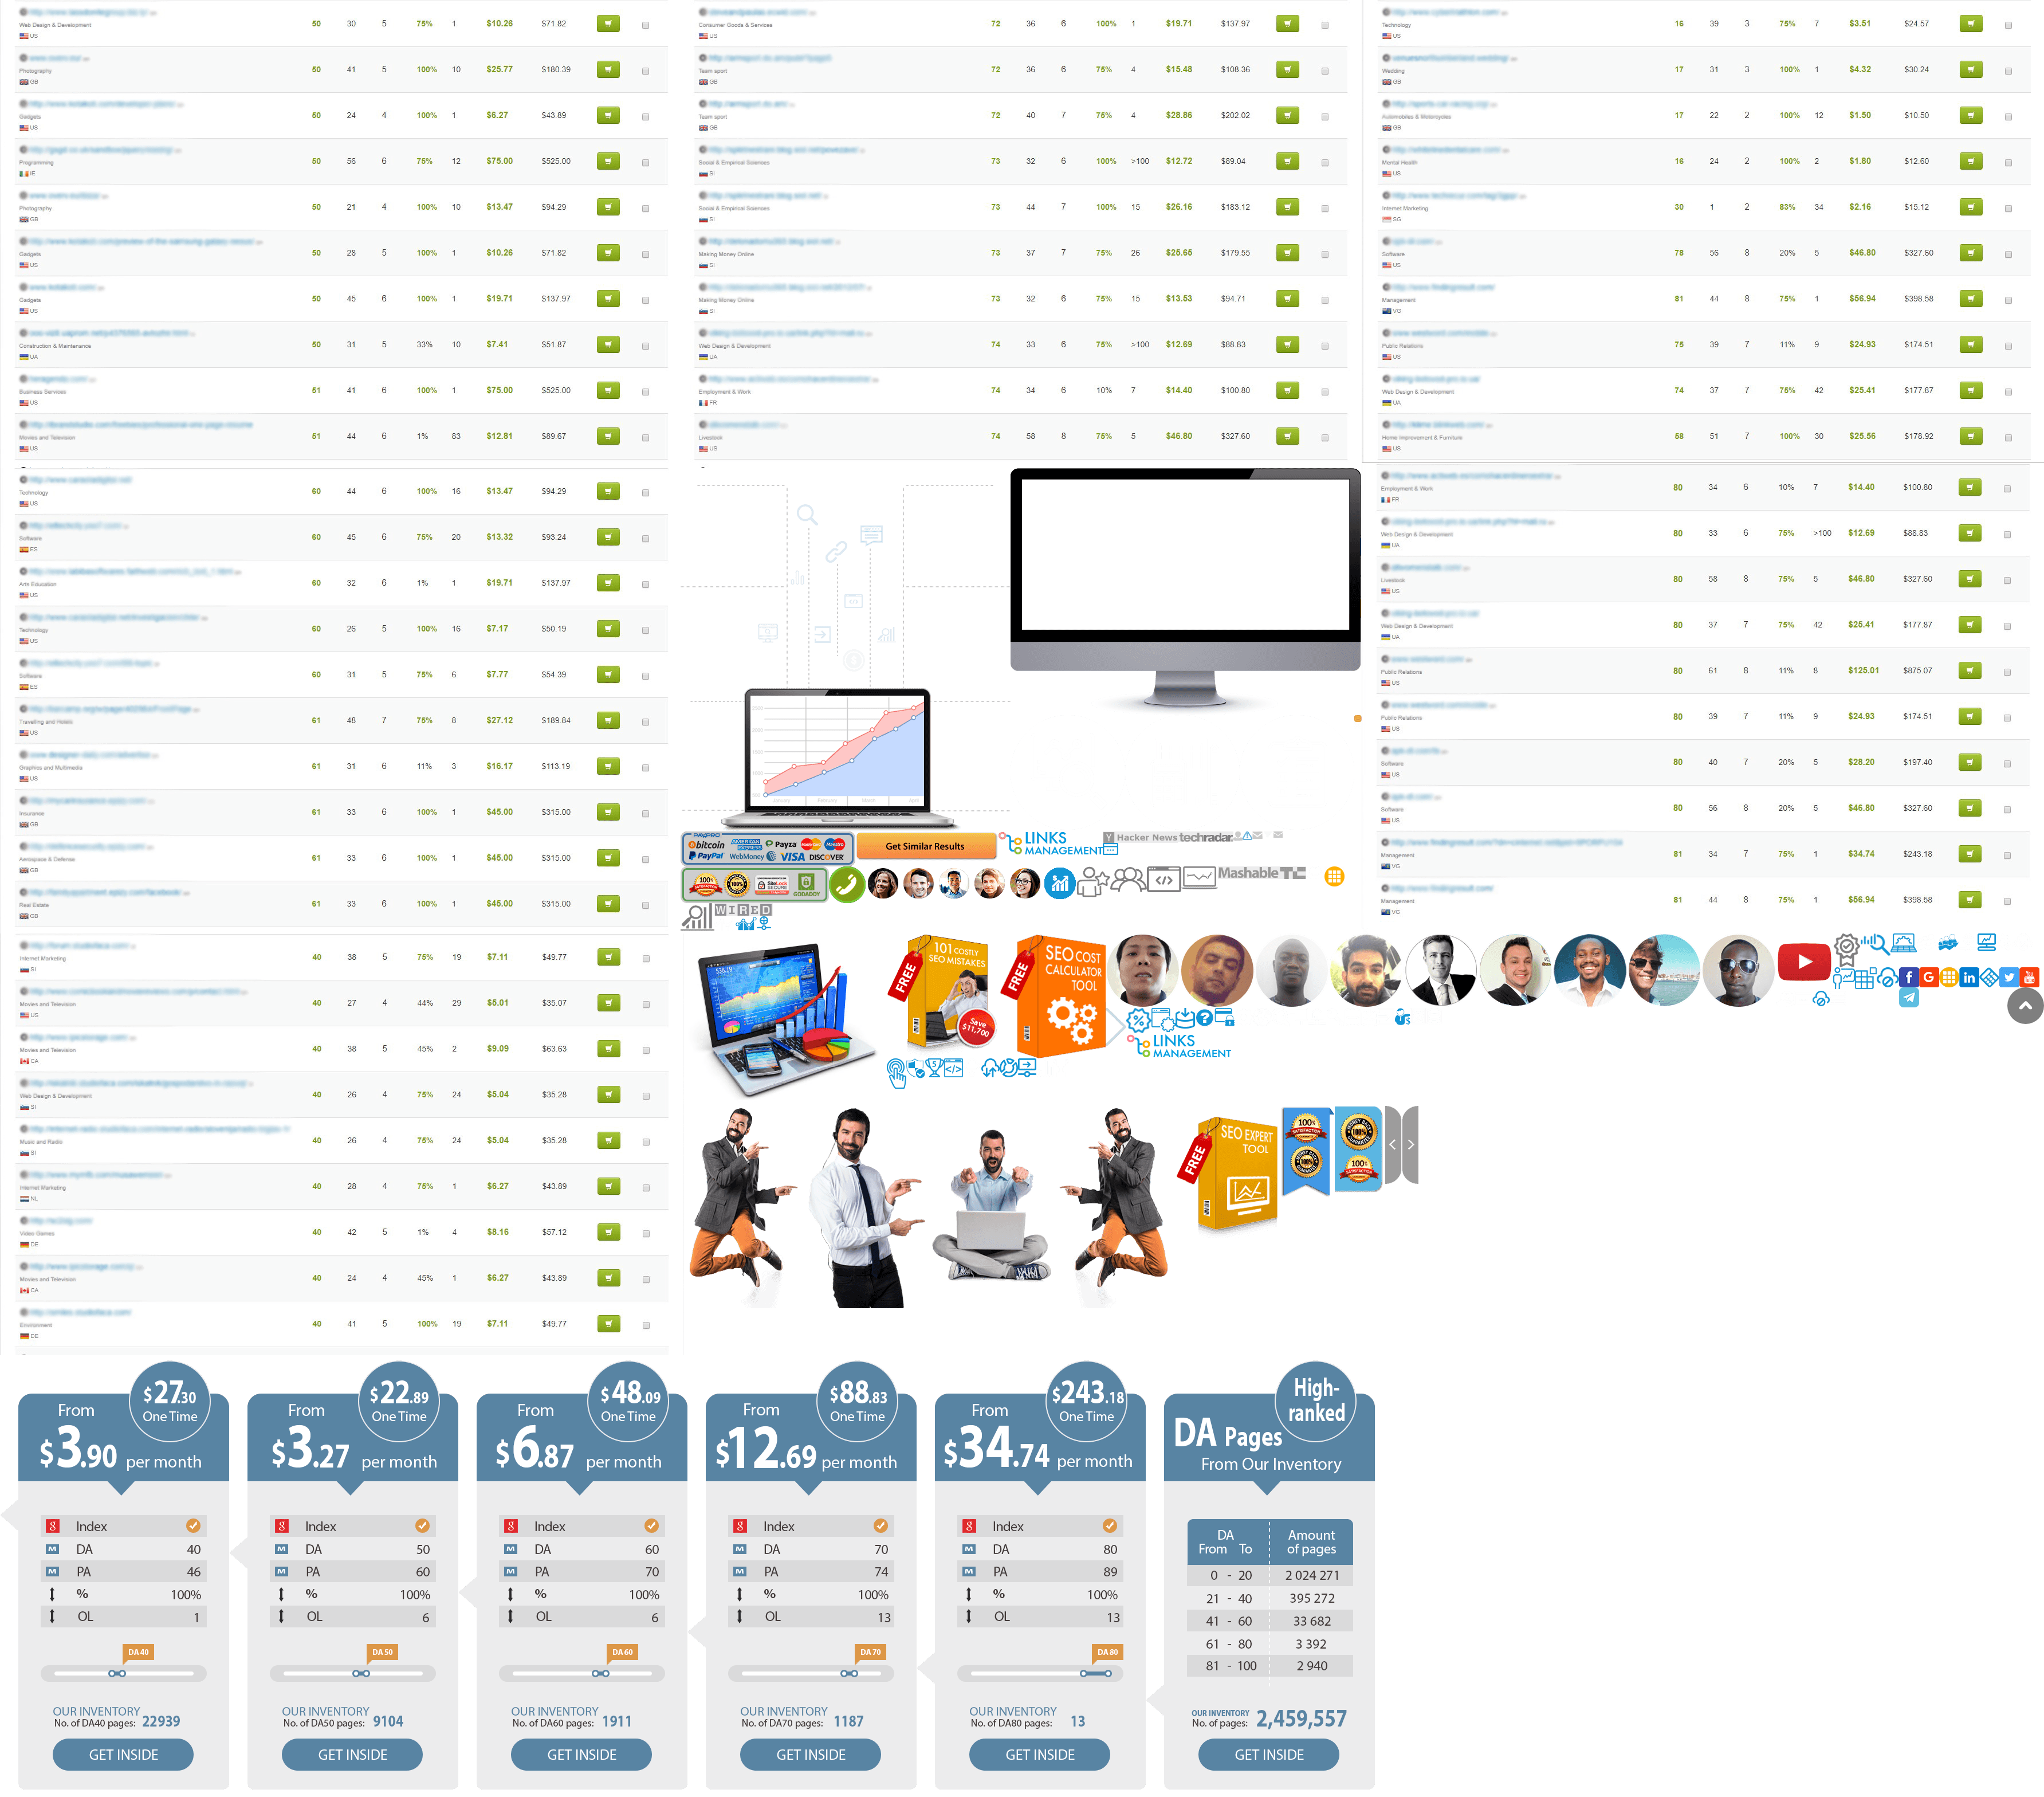 Web Design & Development
US
50 30 5 75% 1 $10.26 $71.82
Photography
GB
50 41 5 100% 10 $25.77 $180.39
Gadgets
US
50 24 4 100% 1 $6.27 $43.89
Programming
IE
50 56 6 75% 12 $75.00 $525.00
Photography
GB
50 21 4 100% 10 $13.47 $94.29
Gadgets
US
50 28 5 100% 1 $10.26 $71.82
Gadgets
US
50 45 6 100% 1 $19.71 $137.97
Construction & Maintenance
UA
50 31 5 33% 10 $7.41 $51.87
Business Services
US
51 41 6 100% 1 $75.00 $525.00
Movies and Television
US
51 44 6 1% 83 $12.81 $89.67
Consumer Goods & Services
US
72 36 6 100% 1 $19.71 $137.97
Team sport
GB
72 36 6 75% 4 $15.48 $108.36
Team sport
GB
72 40 7 75% 4 $28.86 $202.02
Social & Empirical Sciences
SI
73 32 6 100% >100 $12.72 $89.04
Social & Empirical Sciences
SI
73 44 7 100% 15 $26.16 $183.12
Making Money Online
SI
73 37 7 75% 26 $25.65 $179.55
Making Money Online
SI
73 32 6 75% 15 $13.53 $94.71
Web Design & Development
UA
74 33 6 75% >100 $12.69 $88.83
Employment & Work
FR
74 34 6 10% 7 $14.40 $100.80
Livestock
US
74 58 8 75% 5 $46.80 $327.60
Technology
US
16 39 3 75% 7 $3.51 $24.57
Wedding
GB
17 31 3 100% 1 $4.32 $30.24
Automobiles & Motorcycles
GB
17 22 2 100% 12 $1.50 $10.50
Mental Health
US
16 24 2 100% 2 $1.80 $12.60
Internet Marketing
SG
30 1 2 83% 34 $2.16 $15.12
Software
US
78 56 8 20% 5 $46.80 $327.60
Management
VG
81 44 8 75% 1 $56.94 $398.58
Public Relations
US
75 39 7 11% 9 $24.93 $174.51
Web Design & Development
UA
74 37 7 75% 42 $25.41 $177.87
Home Improvement & Furniture
US
58 51 7 100% 30 $25.56 $178.92
Technology
US
60 44 6 100% 16 $13.47 $94.29
Software
ES
60 45 6 75% 20 $13.32 $93.24
Arts Education
US
60 32 6 1% 1 $19.71 $137.97
Technology
US
60 26 5 100% 16 $7.17 $50.19
Software
ES
60 31 5 75% 6 $7.77 $54.39
Travelling and Hotels
US
61 48 7 75% 8 $27.12 $189.84
Graphics and Multimedia
US
61 31 6 11% 3 $16.17 $113.19
Insurance
GB
61 33 6 100% 1 $45.00 $315.00
Aerospace & Defense
GB
61 33 6 100% 1 $45.00 $315.00
Real Estate
GB
61 33 6 100% 1 $45.00 $315.00
January February March April
Employment & Work
FR
80 34 6 10% 7 $14.40 $100.80
Web Design & Development
UA
80 33 6 75% >100 $12.69 $88.83
Livestock
US
80 58 8 75% 5 $46.80 $327.60
Web Design & Development
UA
80 37 7 75% 42 $25.41 $177.87
Public Relations
US
80 61 8 11% 8 $125.01 $875.07
Public Relations
US
80 39 7 11% 9 $24.93 $174.51
Software
US
80 40 7 20% 5 $28.20 $197.40
Software
US
80 56 8 20% 5 $46.80 $327.60
Management
VG
81 34 7 75% 1 $34.74 $243.18
Management
VG
81 44 8 75% 1 $56.94 $398.58
PAYPRO
bitcoin AMERICAN EXPRESS Payza MasterCard Maestro
PayPal WebMoney VISA DISCOVER
Get Similar Results
LINKS
MANAGEMENT
Y Hacker News techradar.
100% SATISFACTION 100% SiteLock SECURE GODADDY
Mashable TC
WIRED
Internet Marketing
SI
40 38 5 75% 19 $7.11 $49.77
Movies and Television
US
40 27 4 44% 29 $5.01 $35.07
Movies and Television
CA
40 38 5 45% 2 $9.09 $63.63
Web Design & Development
SI
40 26 4 75% 24 $5.04 $35.28
Music and Radio
SI
40 26 4 75% 24 $5.04 $35.28
Internet Marketing
NL
40 28 4 75% 1 $6.27 $43.89
Video Games
DE
40 42 5 1% 4 $8.16 $57.12
Movies and Television
CA
40 24 4 45% 1 $6.27 $43.89
Environment
DE
40 41 5 100% 19 $7.11 $49.77
538.19
FREE
101 COSTLY
SEO MISTAKES
Save
$11,700
FREE
SEO COST
CALCULATOR
TOOL
LINKS
MANAGEMENT
f G in You
FREE
SEO EXPERT
TOOL
100%
SATISFACTION
100%
MONEY BACK
100%
GUARANTEE
100%
SATISFACTION
$27.30
One Time
From
$3.90 per month
g Index
M DA 40
M PA 46
% 100%
OL 1
DA 40
OUR INVENTORY
No. of DA40 pages: 22939
GET INSIDE
$22.89
One Time
From
$3.27 per month
g Index
M DA 50
M PA 60
% 100%
OL 6
DA 50
OUR INVENTORY
No. of DA50 pages: 9104
GET INSIDE
$48.09
One Time
From
$6.87 per month
g Index
M DA 60
M PA 70
% 100%
OL 6
DA 60
OUR INVENTORY
No. of DA60 pages: 1911
GET INSIDE
$88.83
One Time
From
$12.69 per month
g Index
M DA 70
M PA 74
% 100%
OL 13
DA 70
OUR INVENTORY
No. of DA70 pages: 1187
GET INSIDE
$243.18
One Time
From
$34.74 per month
g Index
M DA 80
M PA 89
% 100%
OL 13
DA 80
OUR INVENTORY
No. of DA80 pages: 13
GET INSIDE
High-
ranked
DA Pages
From Our Inventory
DA Amount
From To of pages
0 - 20 2 024 271
21 - 40 395 272
41 - 60 33 682
61 - 80 3 392
81 - 100 2 940
OUR INVENTORY
No. of pages: 2,459,557
GET INSIDE